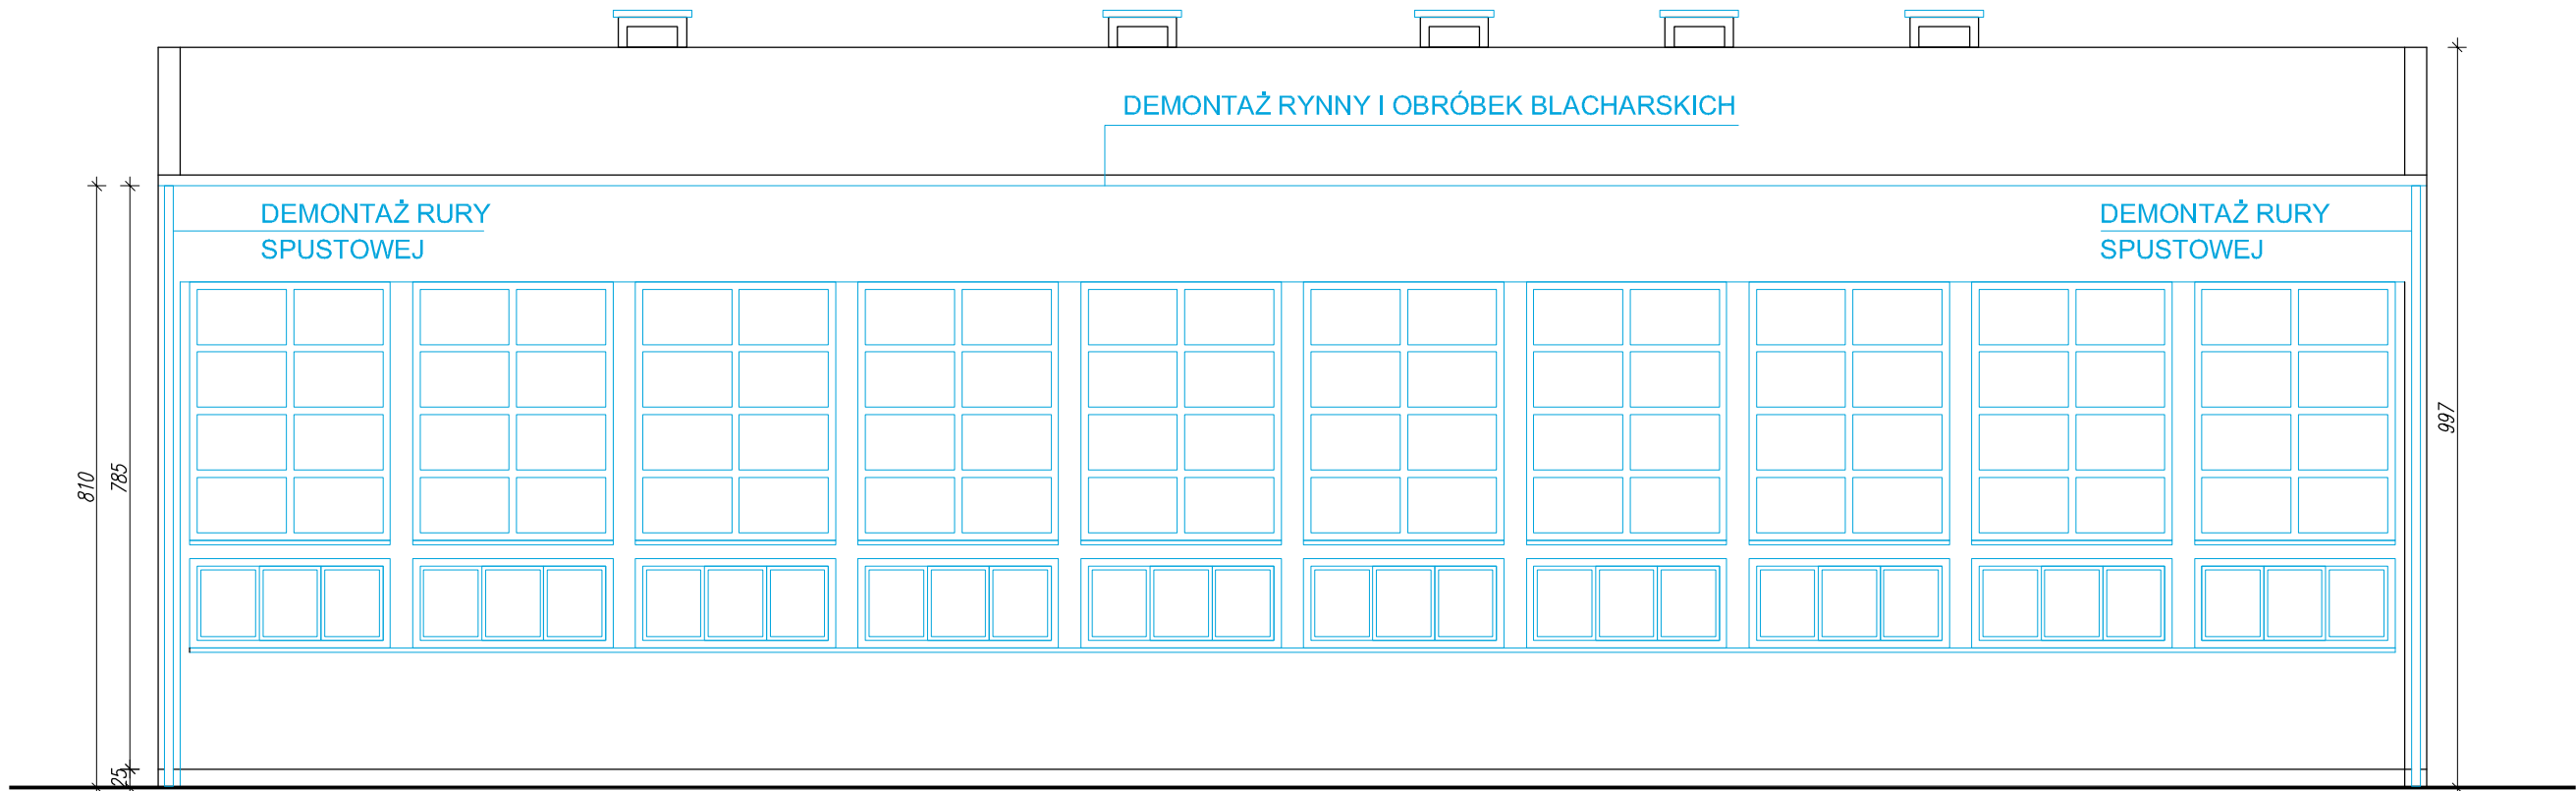 DEMONTAŻ RYNNY I OBRÓBEK BLACHARSKICH
DEMONTAŻ RURY
SPUSTOWEJ
DEMONTAŻ RURY
SPUSTOWEJ
810
785
25
997